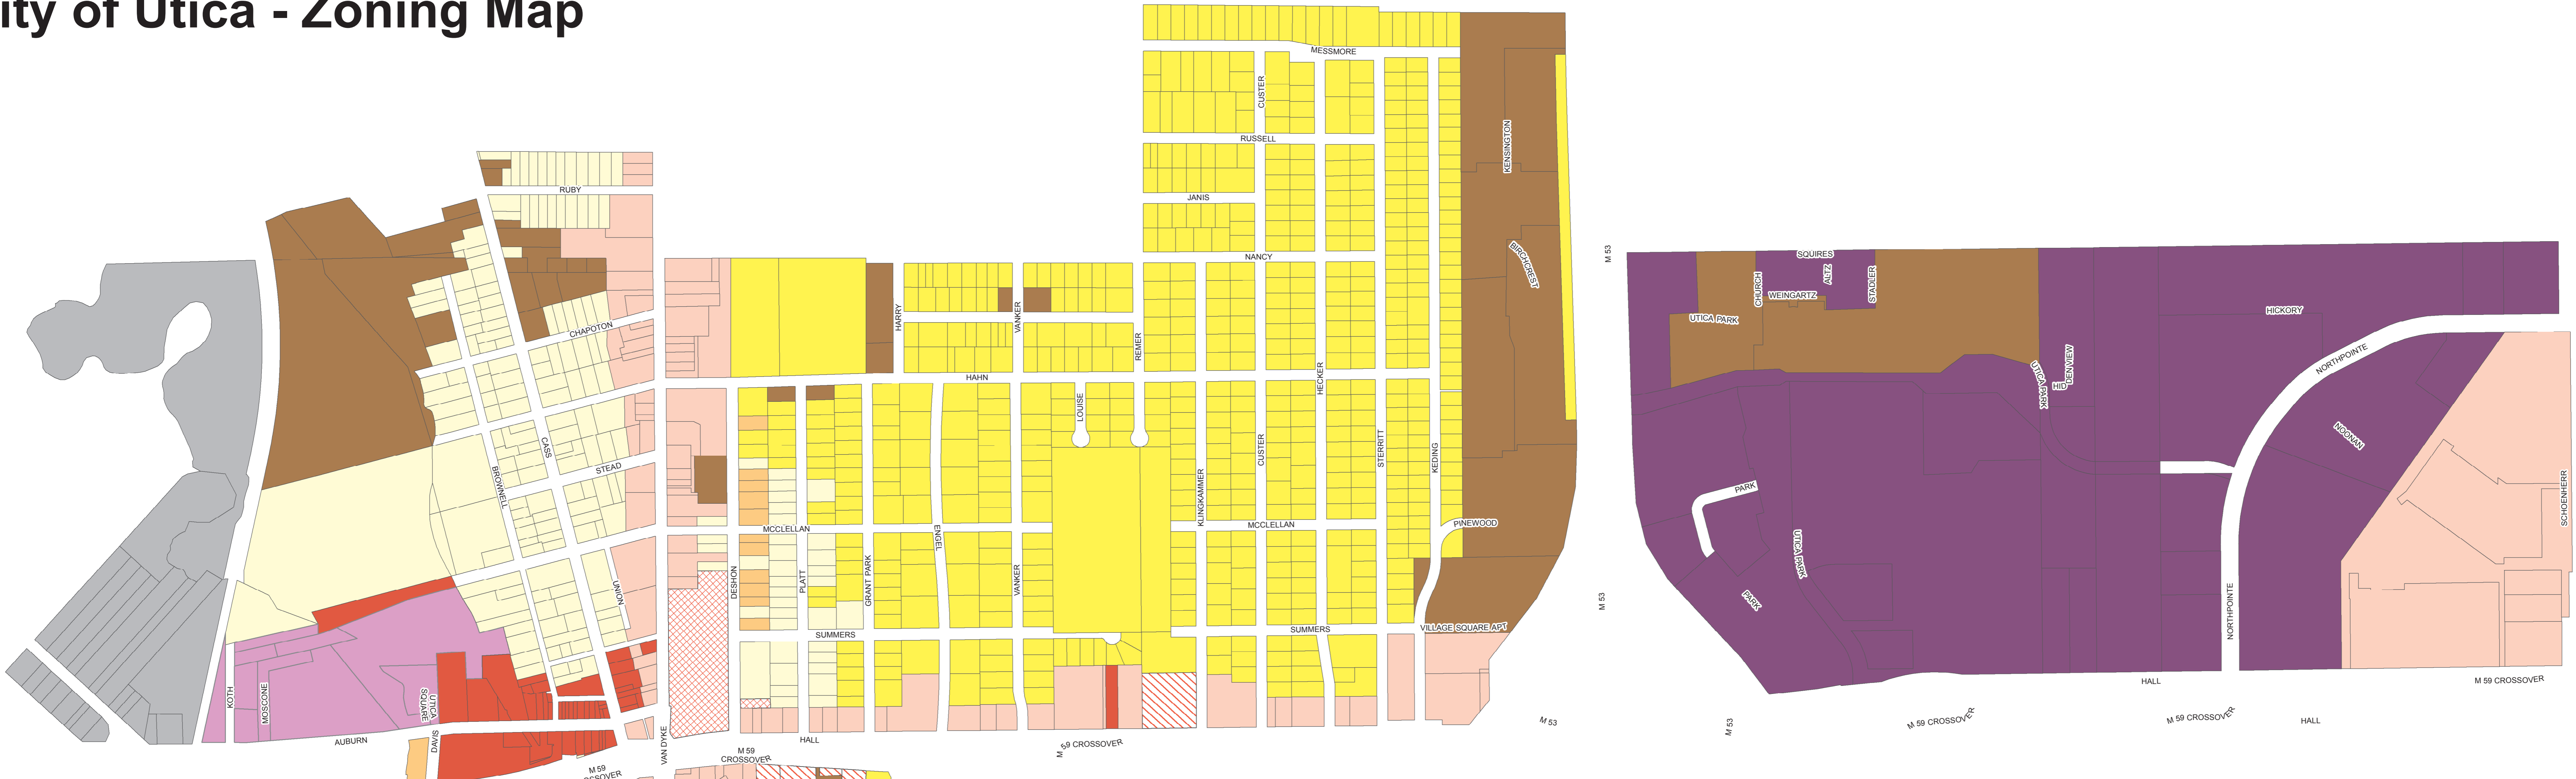 ity of Utica - Zoning Map
MESSMORE
CUSTER
RUSSELL
KENSINGTON
RUBY
JANIS
BIRCHCREST
NANCY
M 53
SQUIRES
ALTZ
STADLER
CHURCH
WEINGARTZ
UTICA PARK
HICKORY
CHAPOTON
HARRY
VANKER
REMER
HAHN
HECKER
NORTHPOINTE
DENVIEW
HID
UTICA PARK
LOUISE
CASS
STEAD
BROWNELL
CUSTER
STERRITT
KEDING
NOONAN
KLINGKAMMER
PARK
SCHOENHERR
MCCLELLAN
ENGEL
MCCLELLAN
PINEWOOD
UTICA PARK
UNION
DESHON
PLATT
GRANT PARK
VANKER
M 53
PARK
NORTHPOINTE
SUMMERS
SUMMERS
VILLAGE SQUARE APT
KOTH
MOSCONE
UTICA
SQUARE
HALL
M 59 CROSSOVER
DAVIS
AUBURN
VAN DYKE
HALL
M 59
CROSSOVER
M 59 CROSSOVER
M 53
M 53
M 59 CROSSOVER
M 59 CROSSOVER
HALL
M 59
OSSOVER